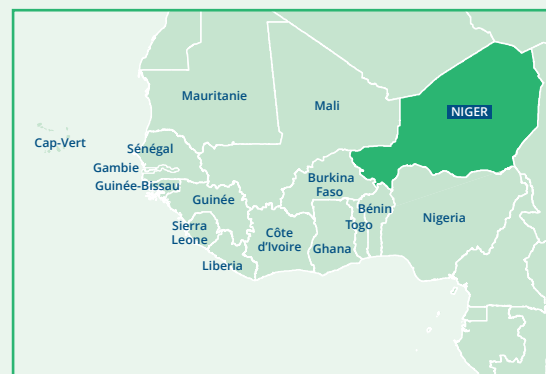 Mauritanie
Mali
NIGER
Cap-Vert
Sénégal
Gambie
Guinée-Bissau
Burkina
Faso
Guinée
Bénin
Togo
Nigeria
Sierra
Leone
Côte
d'Ivoire
Ghana
Liberia